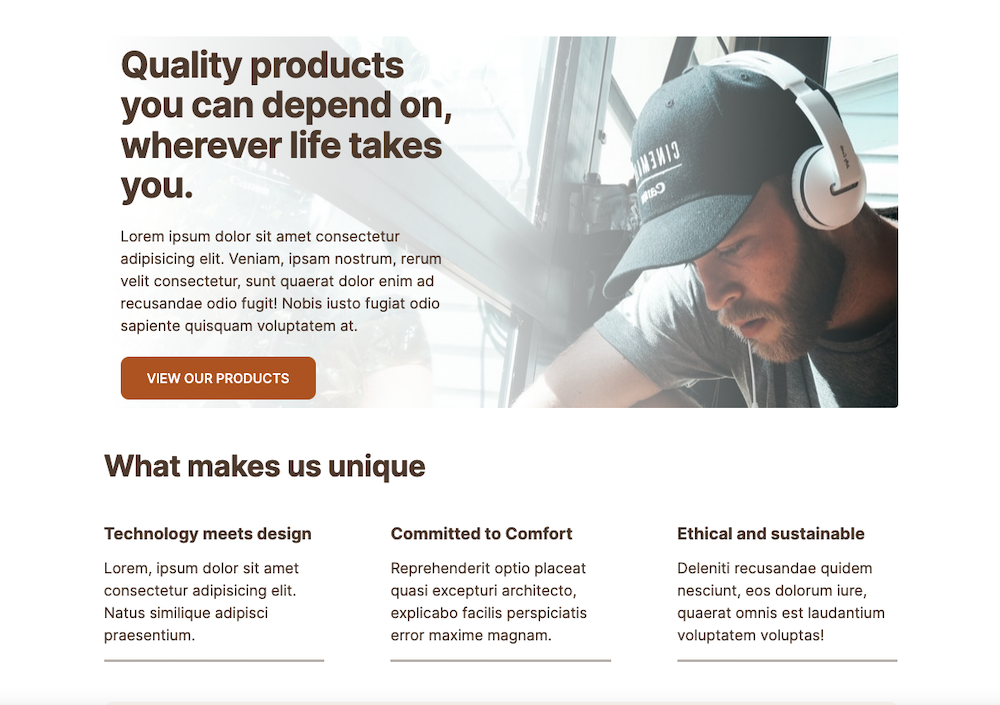 Quality products
you can depend on,
wherever life takes
you.
Lorem ipsum dolor sit amet consectetur
adipisicing elit. Veniam, ipsam nostrum, rerum
velit consectetur, sunt quaerat dolor enim ad
recusandae odio fugit! Nobis iusto fugiat odio
sapiente quisquam voluptatem at.
VIEW OUR PRODUCTS
CINEMA
What makes us unique
Technology meets design
Lorem, ipsum dolor sit amet
consectetur adipisicing elit.
Natus similique adipisci
praesentium.
Committed to Comfort
Reprehenderit optio placeat
quasi excepturi architecto,
explicabo facilis perspiciatis
error maxime magnam.
Ethical and sustainable
Deleniti recusandae quidem
nesciunt, eos dolorum iure,
quaerat omnis est laudantium
voluptatem voluptas!